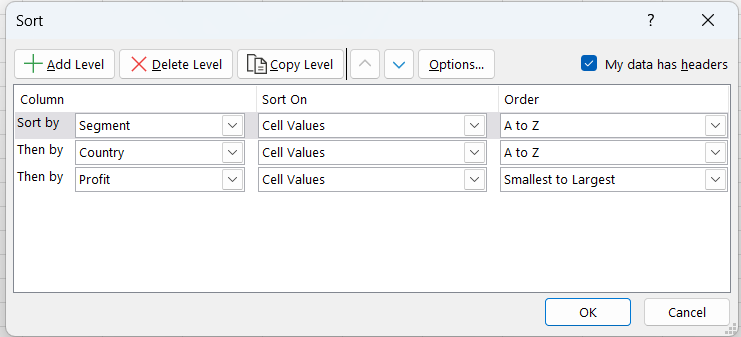 Sort
Add Level Delete Level Copy Level Options... My data has headers
Column Sort On Order
Sort by Segment Cell Values A to Z
Then by Country Cell Values A to Z
Then by Profit Cell Values Smallest to Largest
OK Cancel